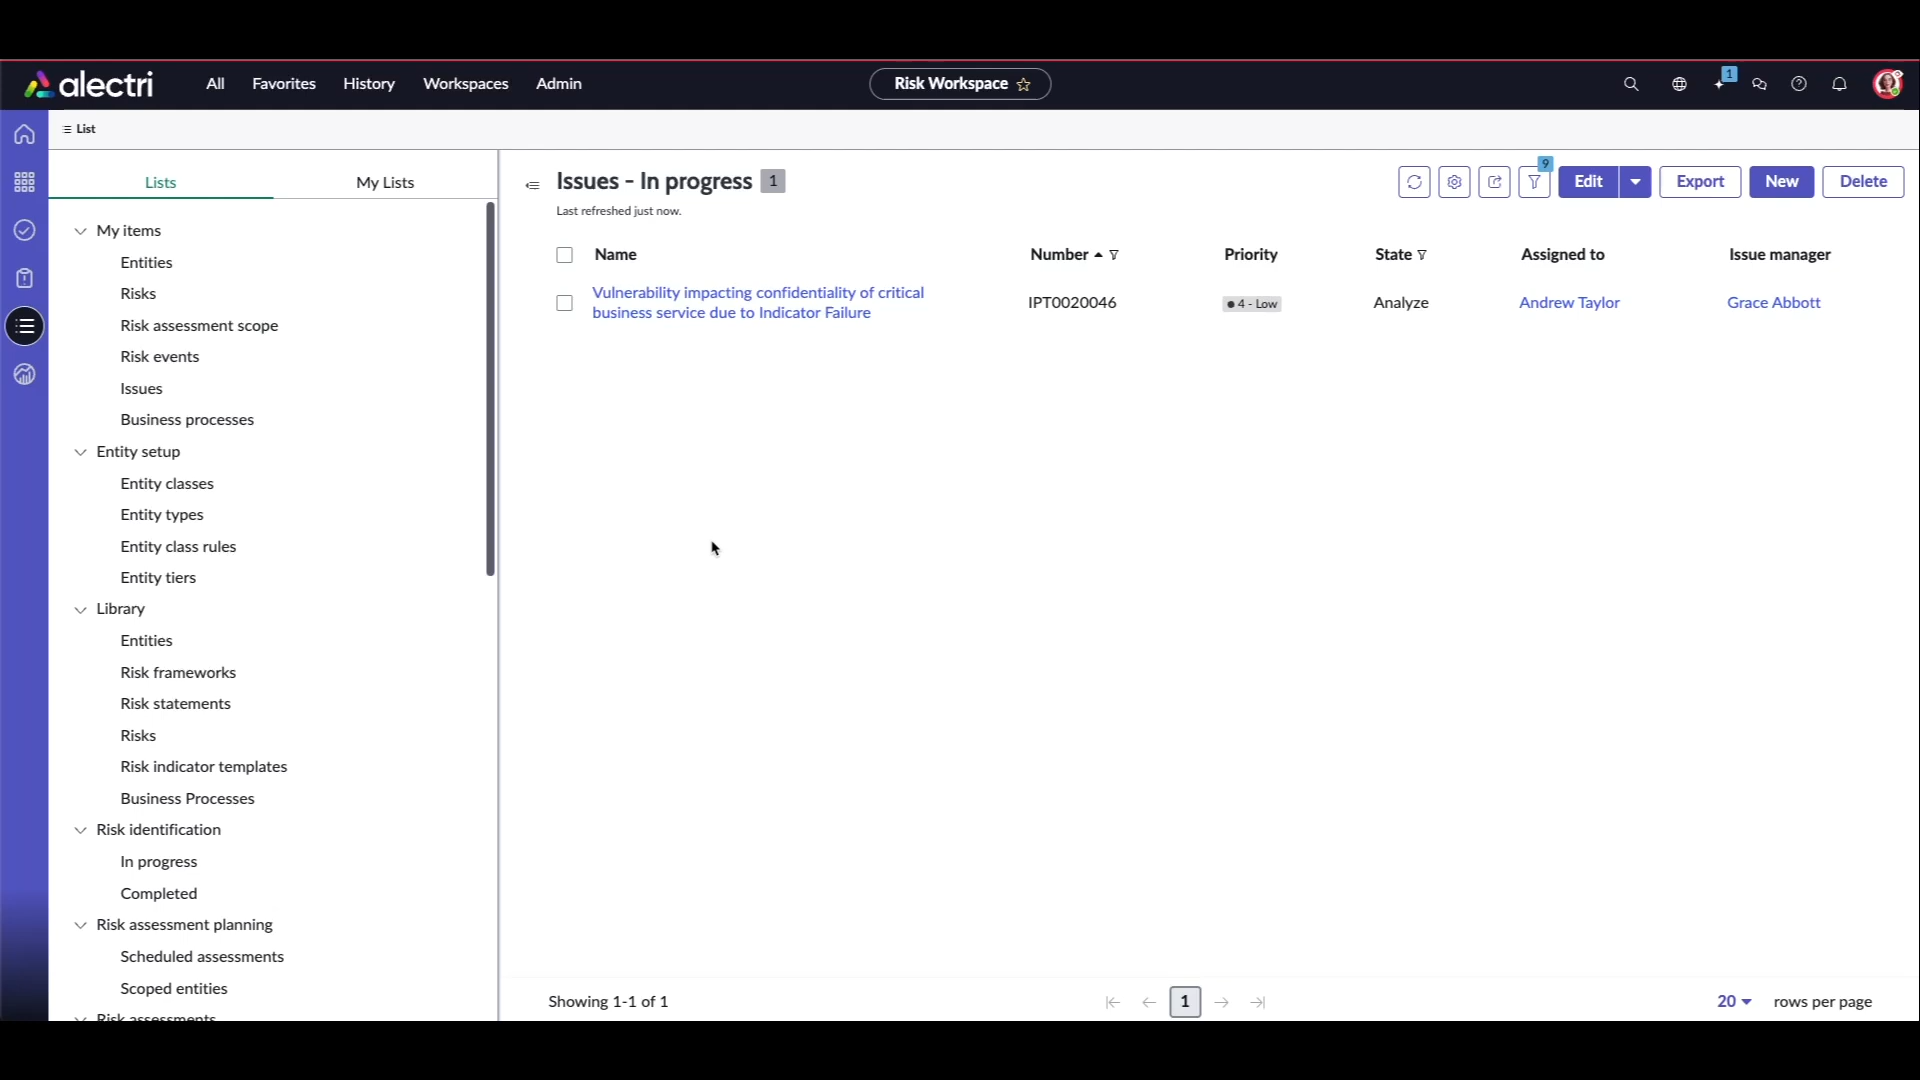 alectri
All
Favorites
History
Workspaces
Admin
Risk Workspace
1
List
Lists
My Lists
My items
Entities
Risks
Risk assessment scope
Risk events
Issues
Business processes
Entity setup
Entity classes
Entity types
Entity class rules
Entity tiers
Library
Entities
Risk frameworks
Risk statements
Risks
Risk indicator templates
Business Processes
Risk identification
In progress
Completed
Risk assessment planning
Scheduled assessments
Scoped entities
Risk assessments
Issues - In progress 1
Last refreshed just now.
9
Edit
Export
New
Delete
Name
Number
Priority
State
Assigned to
Issue manager
Vulnerability impacting confidentiality of critical
business service due to Indicator Failure
IPT0020046
4 - Low
Analyze
Andrew Taylor
Grace Abbott
Showing 1-1 of 1
1
20
rows per page